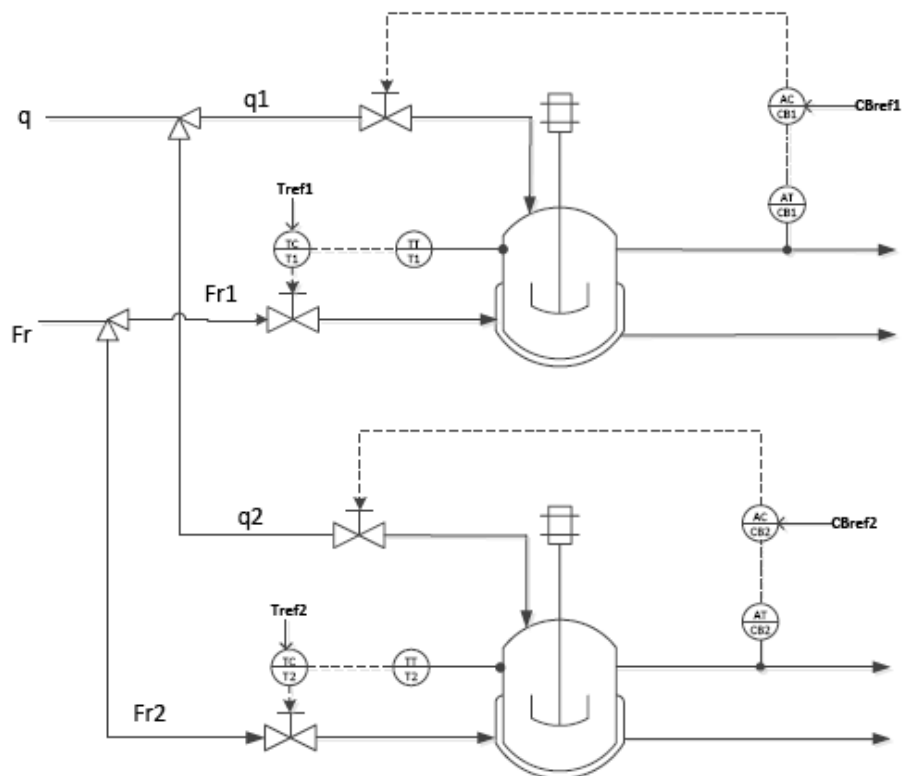 q
q1
AC
CB1
CBref1
Tref1
AT
CB1
TC
T1
TT
T1
Fr1
Fr
q2
AC
CB2
CBref2
Tref2
AT
CB2
TC
T2
TT
T2
Fr2